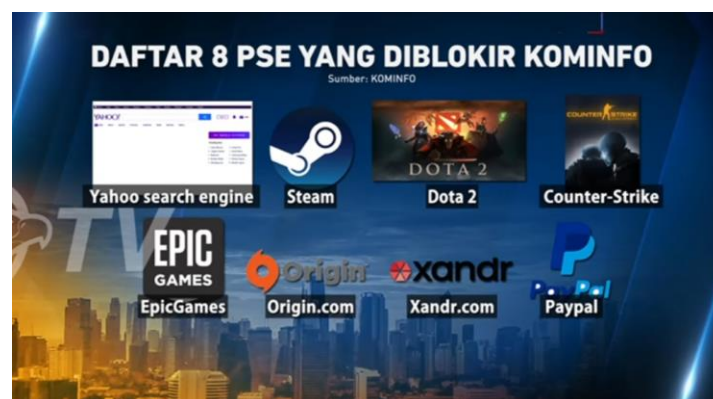 DAFTAR 8 PSE YANG DIBLOKIR KOMINFO
Sumber: KOMINFO
YAHOO!
DOTA 2
COUNTER STRIKE
Yahoo search engine
Steam
Dota 2
Counter-Strike
TV
EPIC
GAMES
Origin
xandr
PayPal
EpicGames
Origin.com
Xandr.com
Paypal